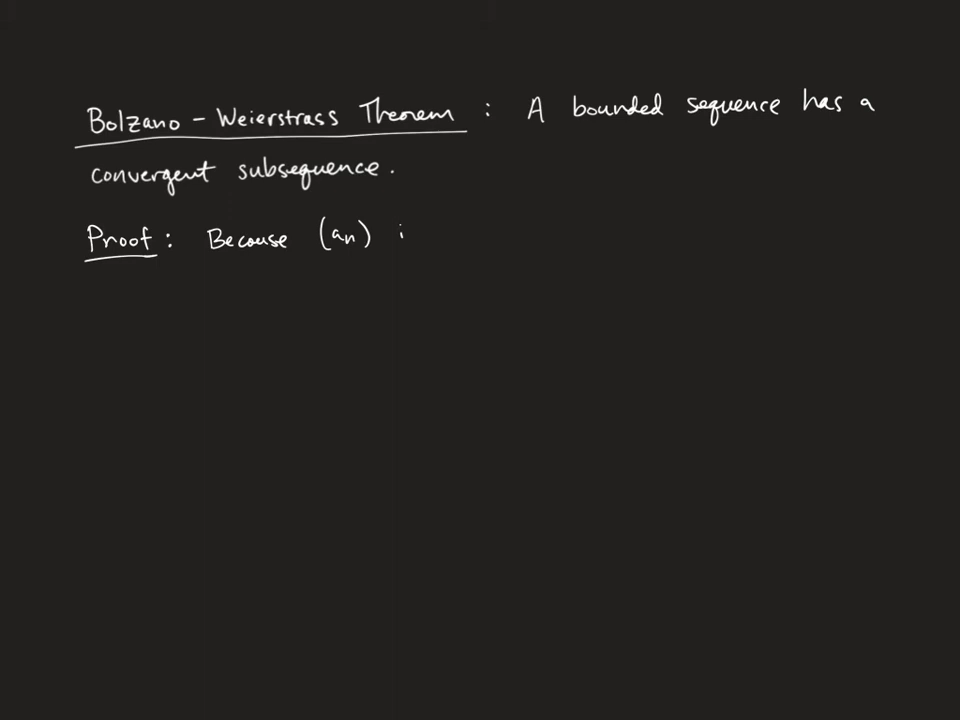 Bolzano - Weierstrass Theorem : A bounded sequence has a
convergent subsequence.
Proof : Because (an) i